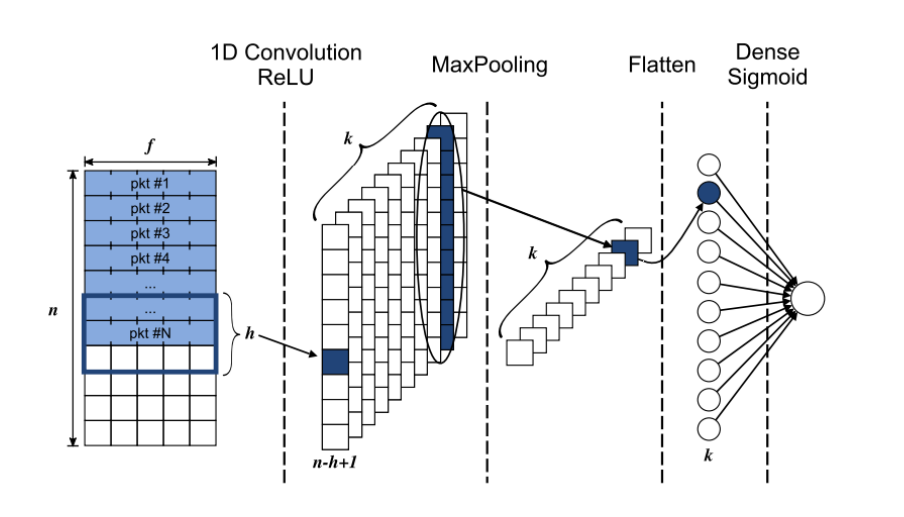 1D Convolution
ReLU
MaxPooling
Flatten
Dense
Sigmoid
f
n
pkt #1
pkt #2
pkt #3
pkt #4
...
...
pkt #N
h
k
n-h+1
k
k